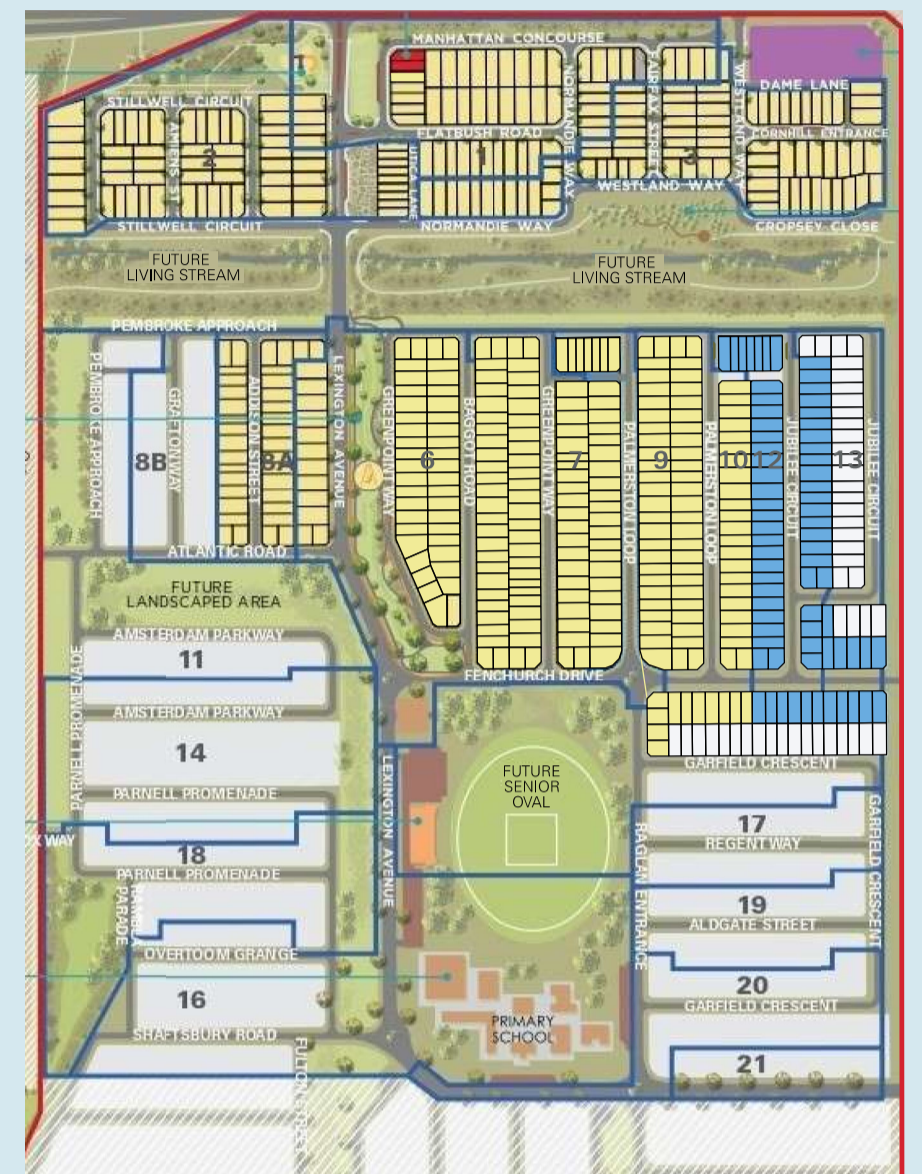 MANHATTAN CONCOURSE
DAME LANE
STILLWELL CIRCUIT
AMIENS ST
2
FLATBUSH ROAD
UTICA LANE
1
NORMANDIE WAY
FAIRFAX STREET
3
WESTLAND WAY
CORNHILL ENTRANCE
WESTLAND WAY
STILLWELL CIRCUIT
NORMANDIE WAY
CROPSEY CLOSE
FUTURE
LIVING STREAM
FUTURE
LIVING STREAM
PEMBROKE APPROACH
PEMBROKE APPROACH
8B
GRAFTON WAY
ADDISON STREET
8A
LEXINGTON AVENUE
GREENPOINT WAY
6
BAGGOT ROAD
GREENPOINT WAY
7
PALMERSTON LOOP
9
PALMERSTON LOOP
10
12
JUBILEE CIRCUIT
13
JUBILEE CIRCUIT
ATLANTIC ROAD
FUTURE
LANDSCAPED AREA
AMSTERDAM PARKWAY
11
FENCHURCH DRIVE
PARNELL PROMENADE
AMSTERDAM PARKWAY
14
LEXINGTON AVENUE
FUTURE
SENIOR
OVAL
GARFIELD CRESCENT
PARNELL PROMENADE
18
PARNELL PROMENADE
RAGLAN ENTRANCE
17
REGENT WAY
GARFIELD CRESCENT
19
ALDGATE STREET
WAY
PARADE
OVERTOOM GRANGE
16
20
GARFIELD CRESCENT
SHAFTSBURY ROAD
PRIMARY
SCHOOL
21
FULTON STREET